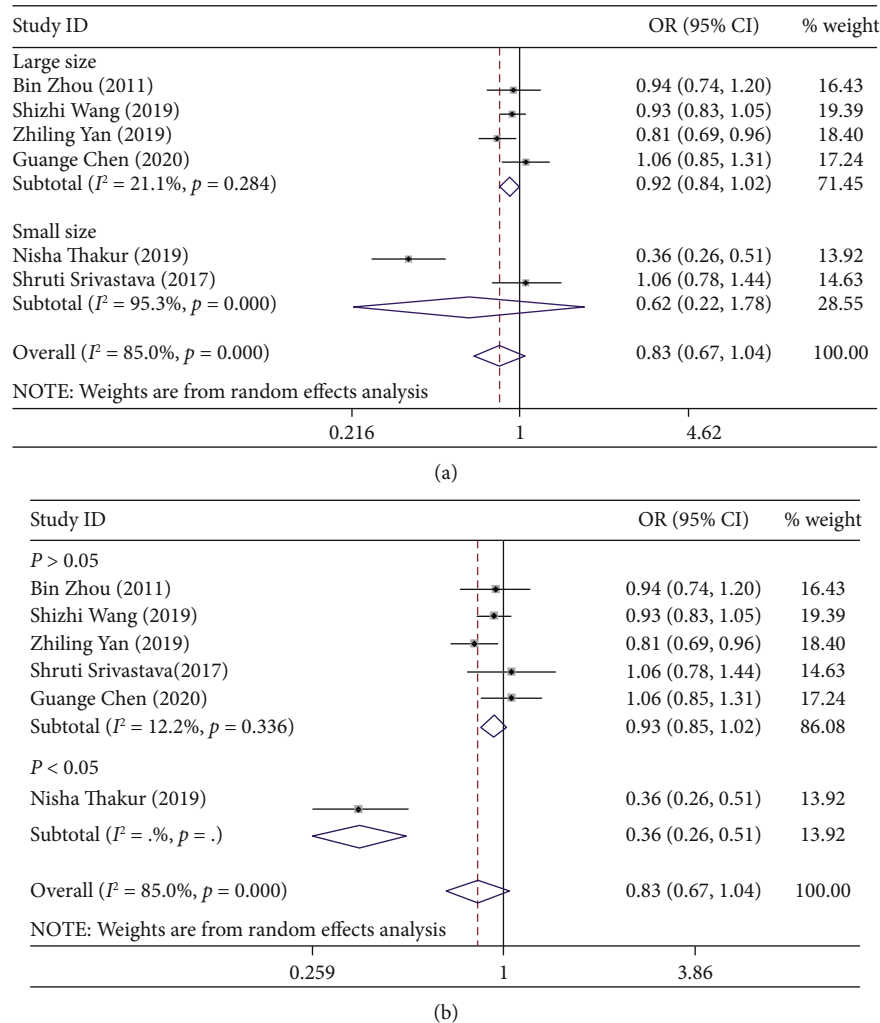 Study ID OR (95% CI) % weight
Large size
Bin Zhou (2011) 0.94 (0.74, 1.20) 16.43
Shizhi Wang (2019) 0.93 (0.83, 1.05) 19.39
Zhiling Yan (2019) 0.81 (0.69, 0.96) 18.40
Guange Chen (2020) 1.06 (0.85, 1.31) 17.24
Subtotal (I² = 21.1%, p = 0.284) 0.92 (0.84, 1.02) 71.45
Small size
Nisha Thakur (2019) 0.36 (0.26, 0.51) 13.92
Shruti Srivastava (2017) 1.06 (0.78, 1.44) 14.63
Subtotal (I² = 95.3%, p = 0.000) 0.62 (0.22, 1.78) 28.55
Overall (I² = 85.0%, p = 0.000) 0.83 (0.67, 1.04) 100.00
NOTE: Weights are from random effects analysis
0.216 1 4.62
(a)
Study ID OR (95% CI) % weight
P > 0.05
Bin Zhou (2011) 0.94 (0.74, 1.20) 16.43
Shizhi Wang (2019) 0.93 (0.83, 1.05) 19.39
Zhiling Yan (2019) 0.81 (0.69, 0.96) 18.40
Shruti Srivastava(2017) 1.06 (0.78, 1.44) 14.63
Guange Chen (2020) 1.06 (0.85, 1.31) 17.24
Subtotal (I² = 12.2%, p = 0.336) 0.93 (0.85, 1.02) 86.08
P < 0.05
Nisha Thakur (2019) 0.36 (0.26, 0.51) 13.92
Subtotal (I² = .%, p = .) 0.36 (0.26, 0.51) 13.92
Overall (I² = 85.0%, p = 0.000) 0.83 (0.67, 1.04) 100.00
NOTE: Weights are from random effects analysis
0.259 1 3.86
(b)